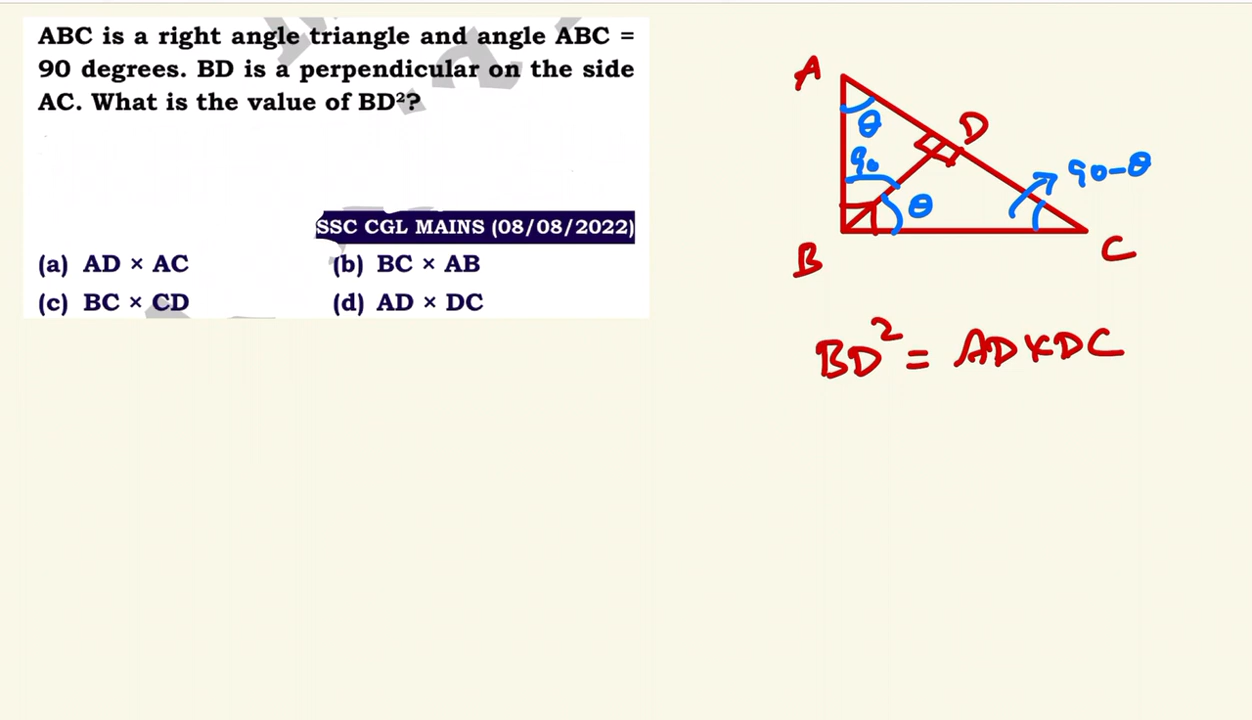 ABC is a right angle triangle and angle ABC =
90 degrees. BD is a perpendicular on the side
AC. What is the value of BD²?
SSC CGL MAINS (08/08/2022)
(a) AD × AC (b) BC × AB
(c) BC × CD (d) AD × DC
A
D
θ
90
θ
90-θ
B
C
BD² = AD×DC